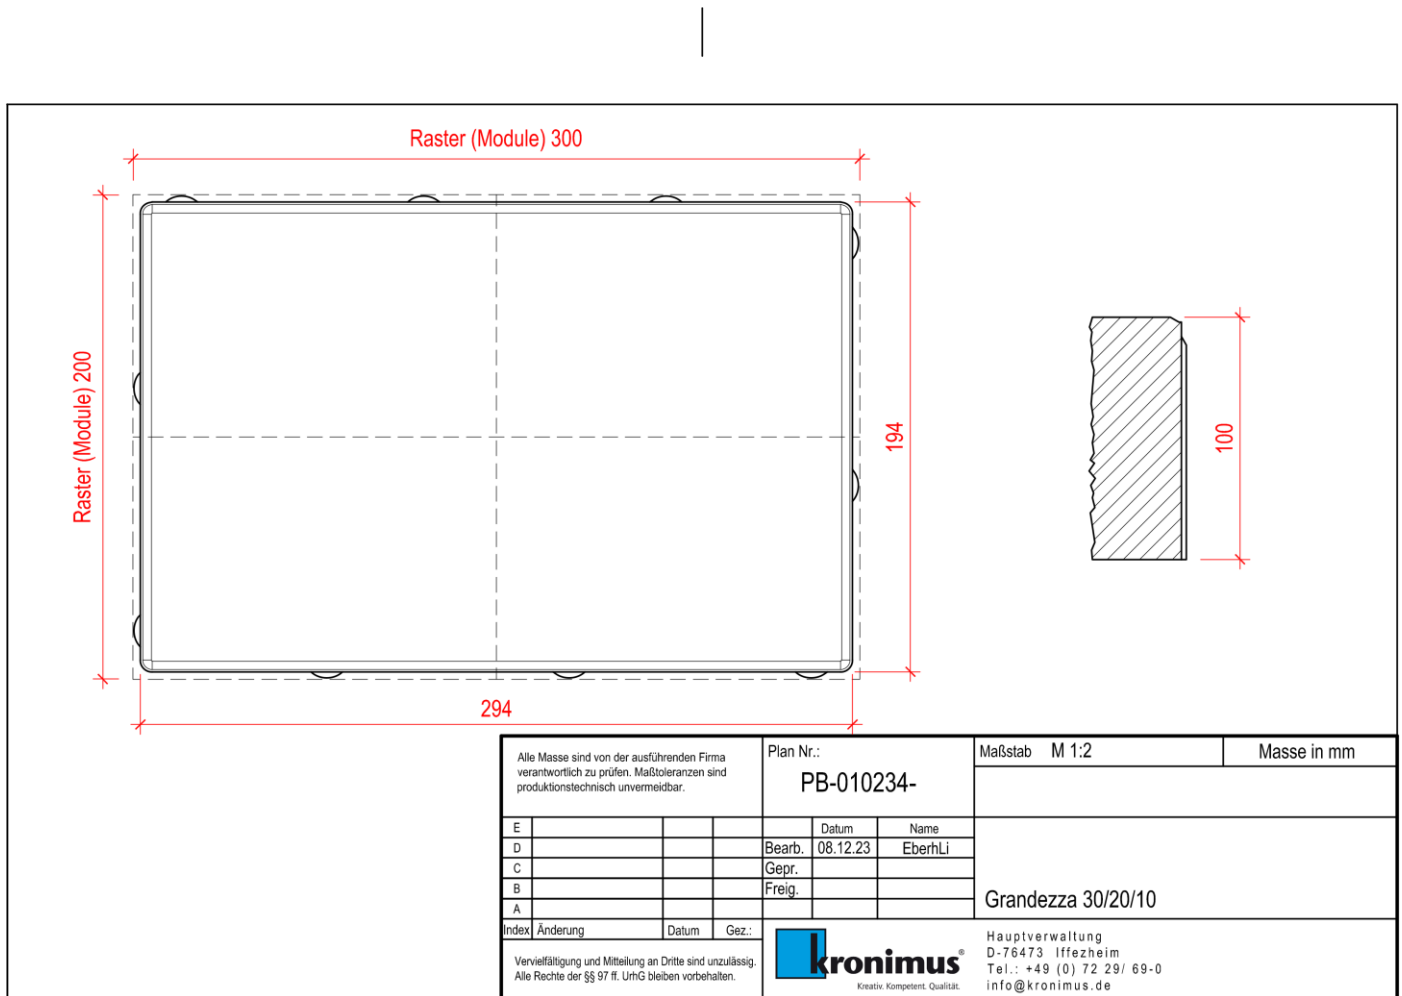 Raster (Module) 300
Raster (Module) 200
194
100
294
Alle Masse sind von der ausführenden Firma
verantwortlich zu prüfen. Maßtoleranzen sind
produktionstechnisch unvermeidbar.
Plan Nr.:
PB-010234-
Maßstab M 1:2
Masse in mm
E
D
C
B
A
Index Änderung Datum Gez.:
Datum Name
Bearb. 08.12.23 EberhLi
Gepr.
Freig.
Grandezza 30/20/10
Vervielfältigung und Mitteilung an Dritte sind unzulässig.
Alle Rechte der §§ 97 ff. UrhG bleiben vorbehalten.
kronimus®
Kreativ. Kompetent. Qualität.
Hauptverwaltung
D-76473 Iffezheim
Tel.: +49 (0) 72 29/ 69-0
info@kronimus.de